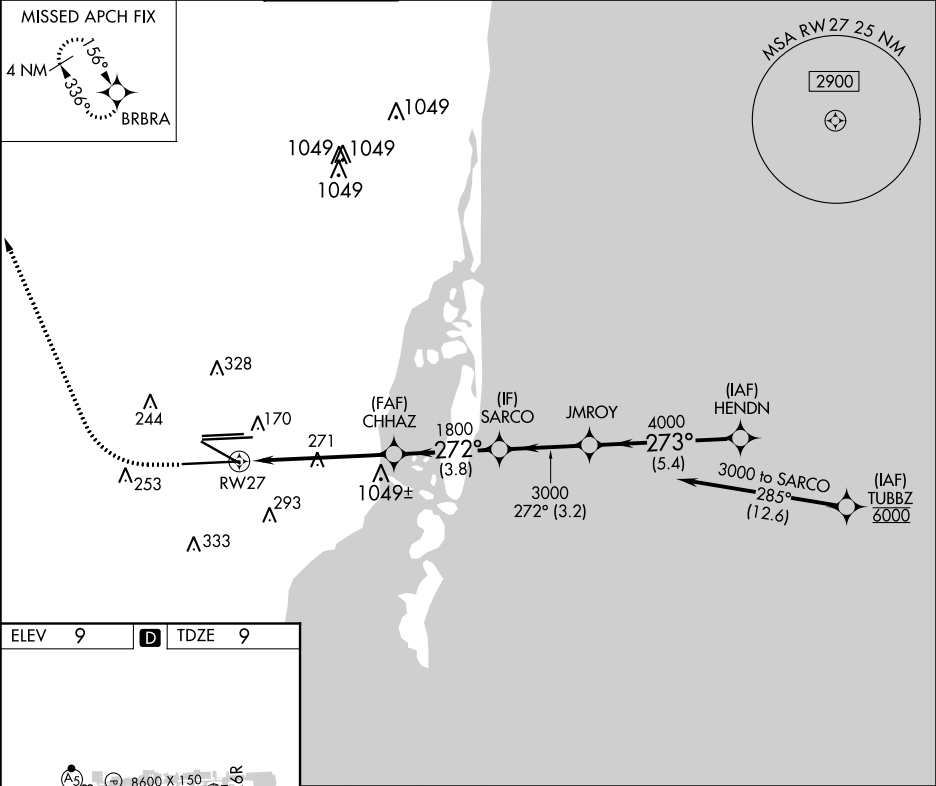 MISSED APCH FIX
4 NM
156°
336°
BRBRA
MSA RW27 25 NM
2900
1049
1049
1049
1049
328
244
170
271
253
RW27
293
333
(FAF)
CHHAZ
1049±
1800
272°
(3.8)
(IF)
SARCO
3000
272° (3.2)
JMROY
4000
273°
(5.4)
(IAF)
HENDN
3000 to SARCO
285°
(12.6)
(IAF)
TUBBZ
6000
ELEV 9 D TDZE 9
A5
P
8600 X 150
6R